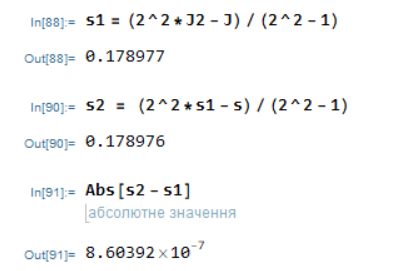 In[88]:= s1 = (2^2*J2 - J) / (2^2 - 1)
Out[88]= 0.178977
In[90]:= s2 = (2^2*s1 - s) / (2^2 - 1)
Out[90]= 0.178976
In[91]:= Abs[s2 - s1]
абсолютне значення
Out[91]= 8.60392×10^-7